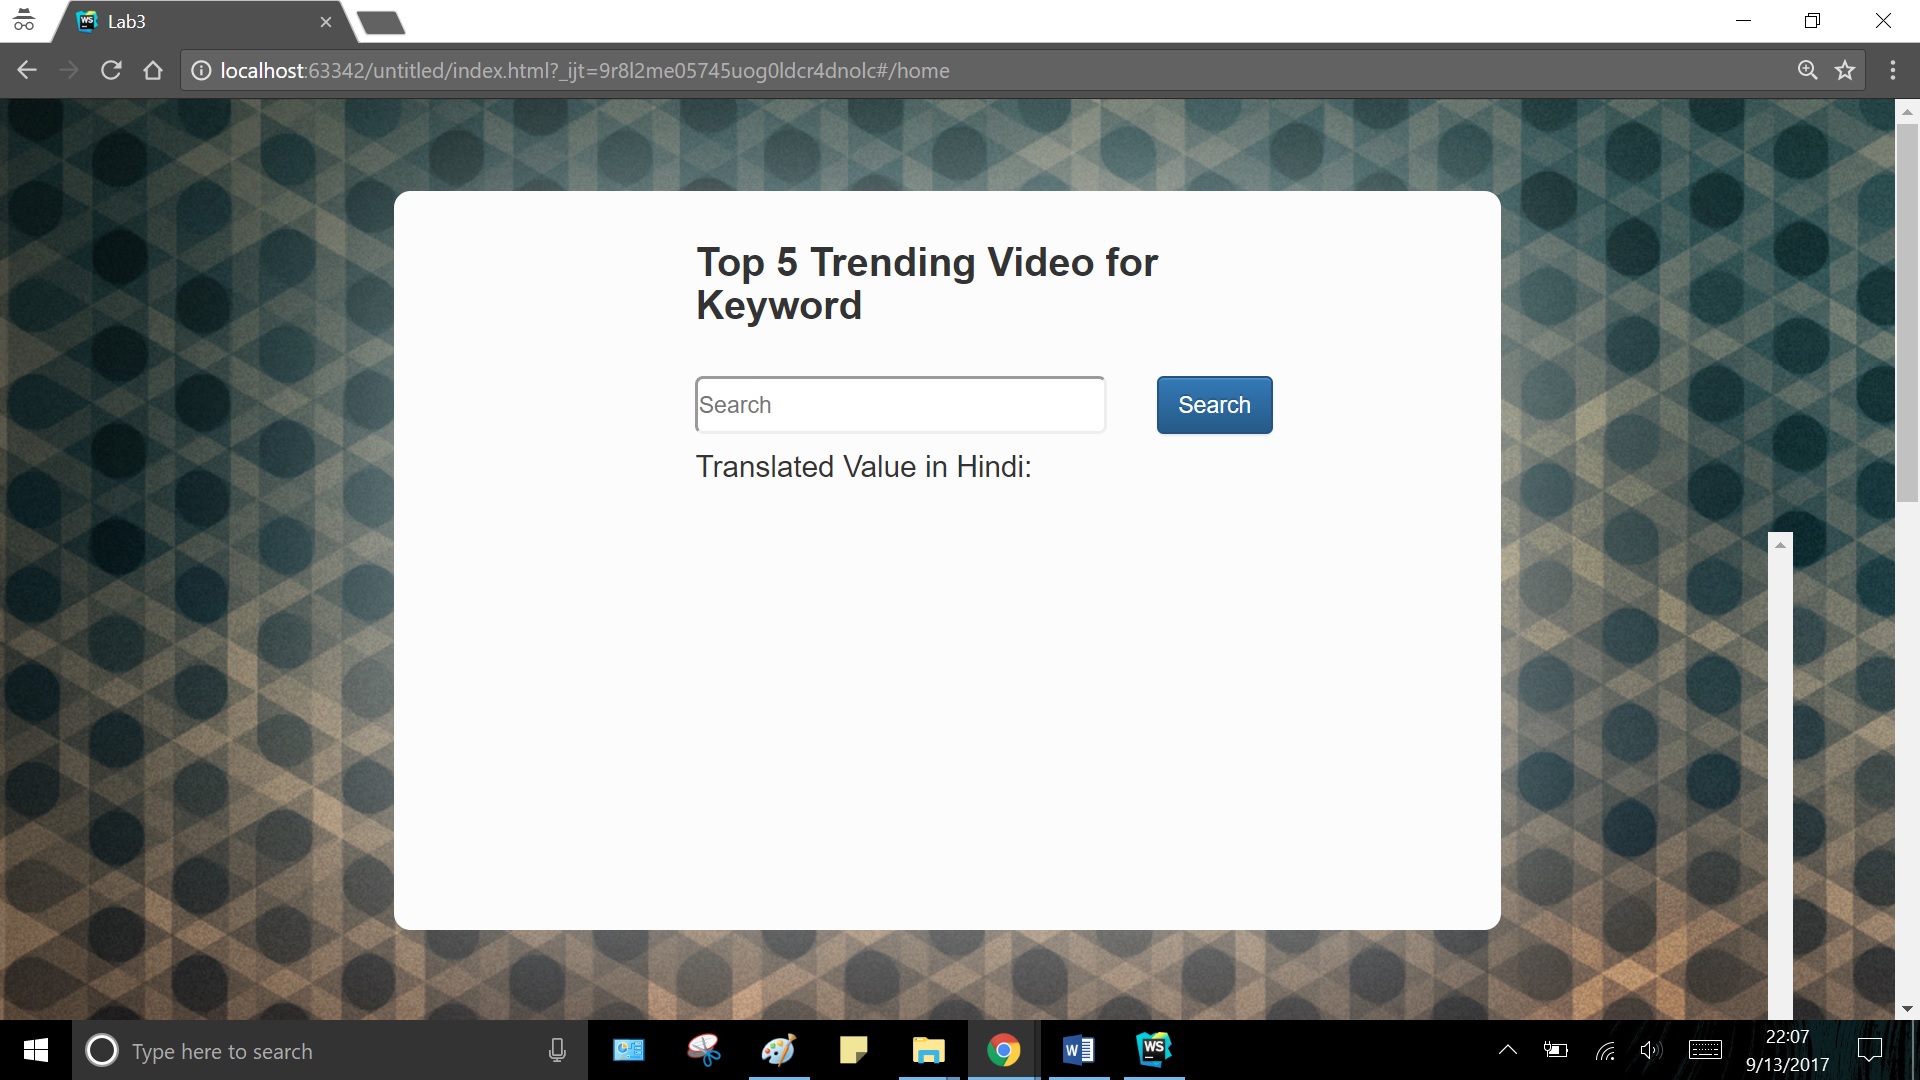 Lab3
localhost:63342/untitled/index.html?_ijt=9r8l2me05745uog0ldcr4dnolc#/home
Top 5 Trending Video for
Keyword
Search
Search
Translated Value in Hindi:
Type here to search
22:07
9/13/2017